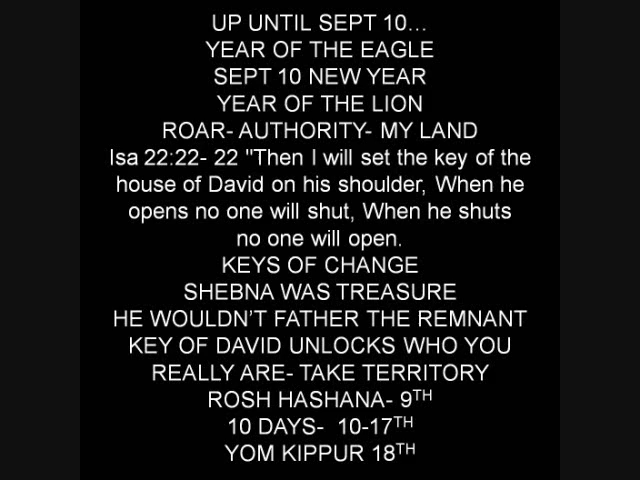 UP UNTIL SEPT 10…
YEAR OF THE EAGLE
SEPT 10 NEW YEAR
YEAR OF THE LION
ROAR- AUTHORITY- MY LAND
Isa 22:22- 22 "Then I will set the key of the
house of David on his shoulder, When he
opens no one will shut, When he shuts
no one will open.
KEYS OF CHANGE
SHEBNA WAS TREASURE
HE WOULDN’T FATHER THE REMNANT
KEY OF DAVID UNLOCKS WHO YOU
REALLY ARE- TAKE TERRITORY
ROSH HASHANA- 9TH
10 DAYS-  10-17TH
YOM KIPPUR 18TH